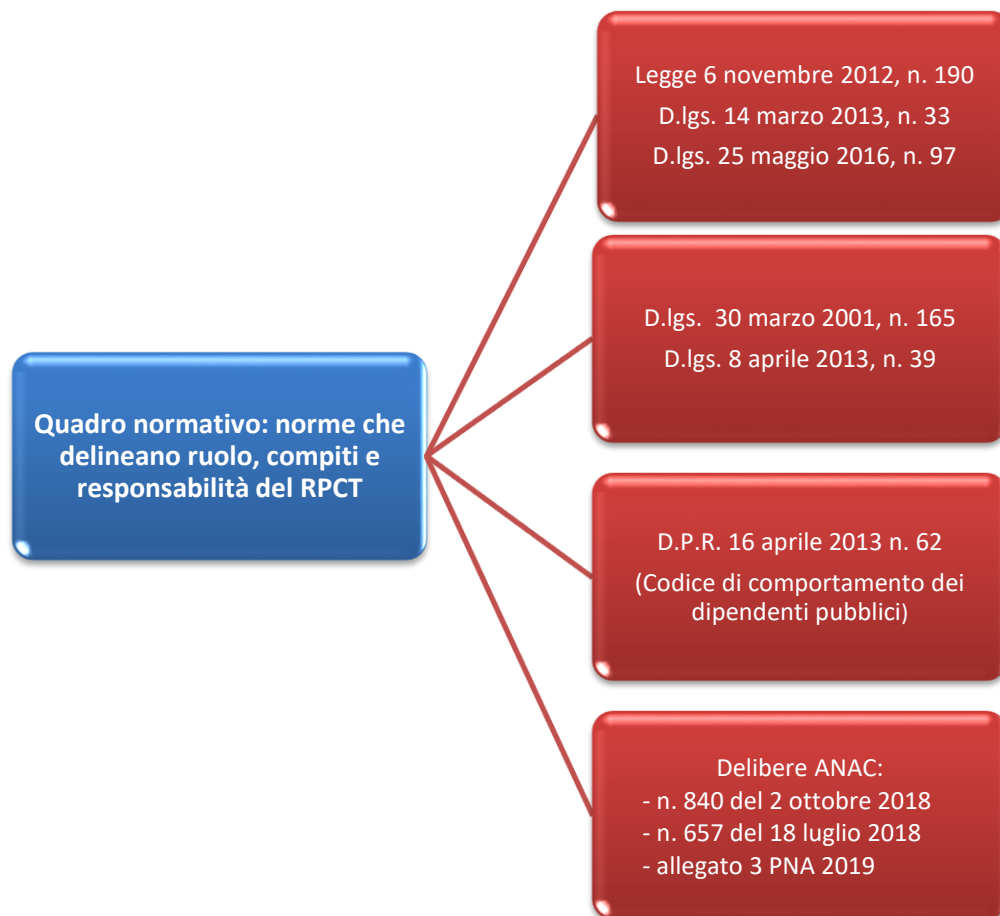 Quadro normativo: norme che
delineano ruolo, compiti e
responsabilità del RPCT
Legge 6 novembre 2012, n. 190
D.lgs. 14 marzo 2013, n. 33
D.lgs. 25 maggio 2016, n. 97
D.lgs.  30 marzo 2001, n. 165
D.lgs. 8 aprile 2013, n. 39
D.P.R. 16 aprile 2013 n. 62
(Codice di comportamento dei
dipendenti pubblici)
Delibere ANAC:
- n. 840 del 2 ottobre 2018
- n. 657 del 18 luglio 2018
- allegato 3 PNA 2019